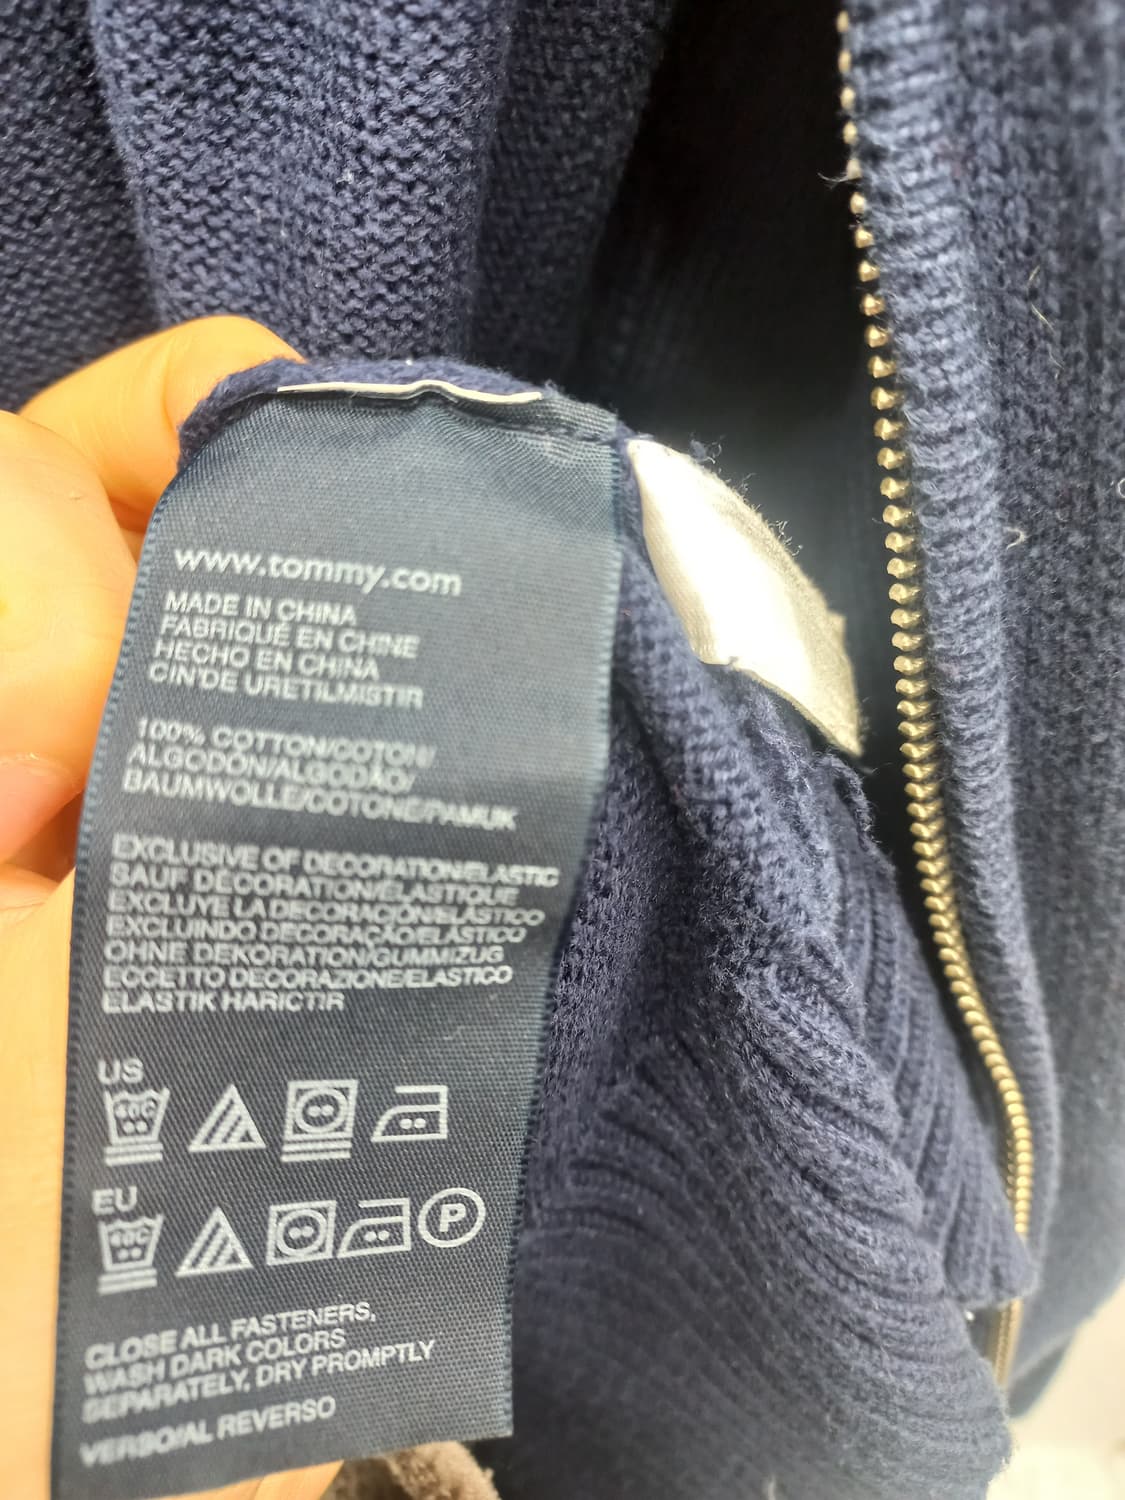 www.tommy.com
MADE IN CHINA
FABRIQUÉ EN CHINE
HECHO EN CHINA
CIN'DE URETILMISTIR
100% COTTON/COTON/
ALGODÓN/ALGODÃO/
BAUMWOLLE/COTONE/PAMUK
EXCLUSIVE OF DECORATION/ELASTIC
SAUF DÉCORATION/ÉLASTIQUE
EXCLUYE LA DECORACIÓN/ELÁSTICO
EXCLUINDO DECORAÇÃO/ELÁSTICO
OHNE DEKORATION/GUMMIZUG
ECCETTO DECORAZIONE/ELASTICO
ELASTIK HARICTIR
US
40C
EU
40C
P
CLOSE ALL FASTENERS,
WASH DARK COLORS
SEPARATELY, DRY PROMPTLY
VERSO/AL REVERSO